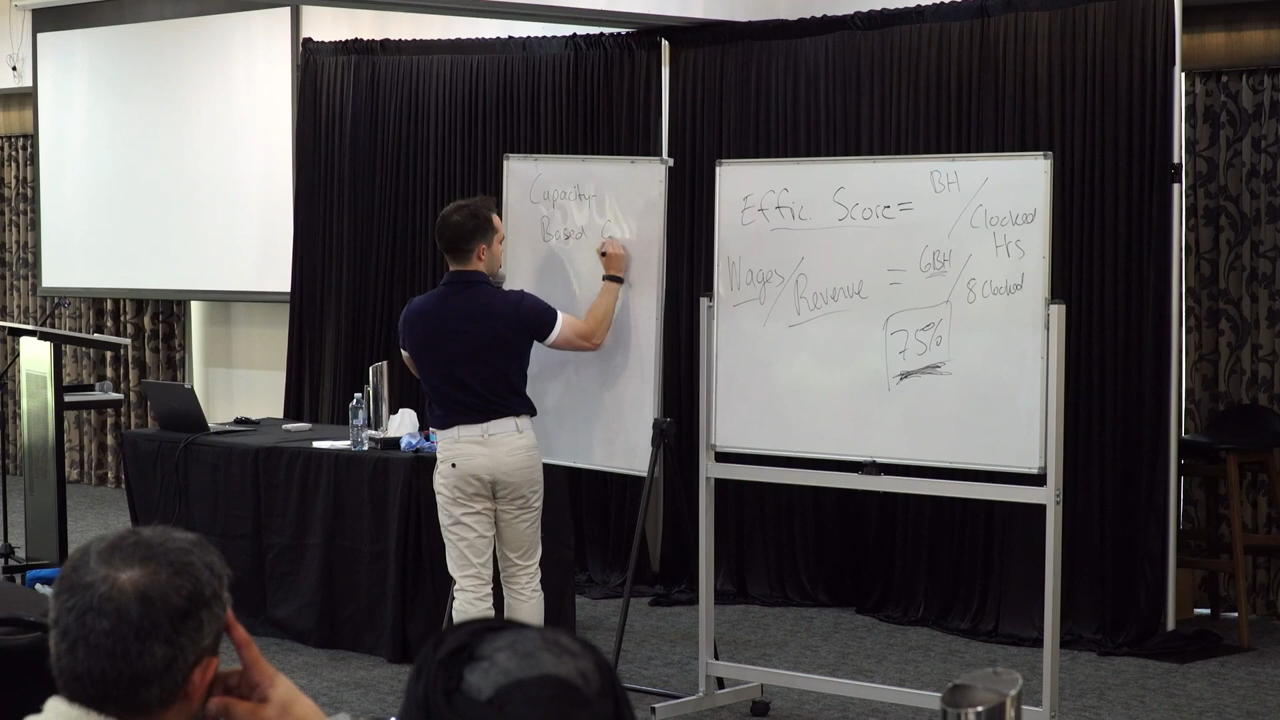 Capacity-
Based C
Effic. Score = BH / Clocked Hrs
Wages / Revenue = 6BH / 8 Clocked
75%